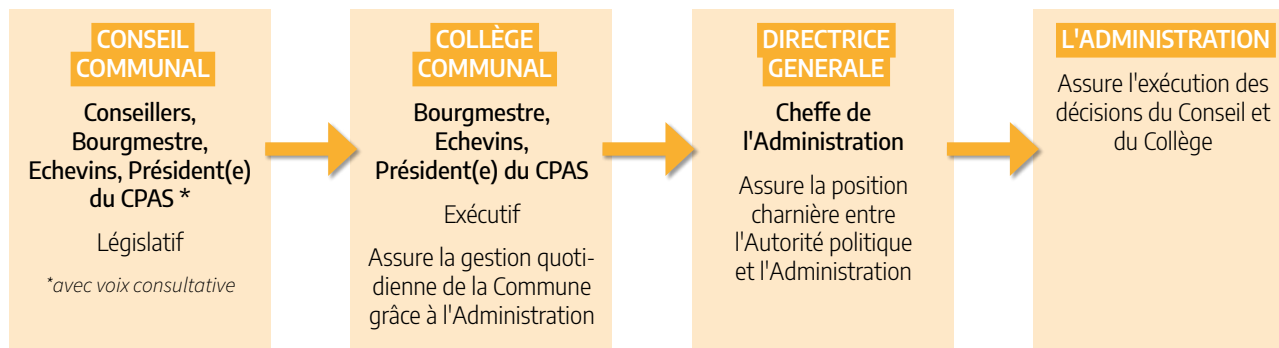 CONSEIL
COMMUNAL
Conseillers,
Bourgmestre,
Echevins, Président(e)
du CPAS *
Législatif
*avec voix consultative
COLLÈGE
COMMUNAL
Bourgmestre,
Echevins,
Président(e) du CPAS
Exécutif
Assure la gestion quoti-
dienne de la Commune
grâce à l'Administration
DIRECTRICE
GENERALE
Cheffe de
l'Administration
Assure la position
charnière entre
l'Autorité politique
et l'Administration
L'ADMINISTRATION
Assure l'exécution des
décisions du Conseil et
du Collège